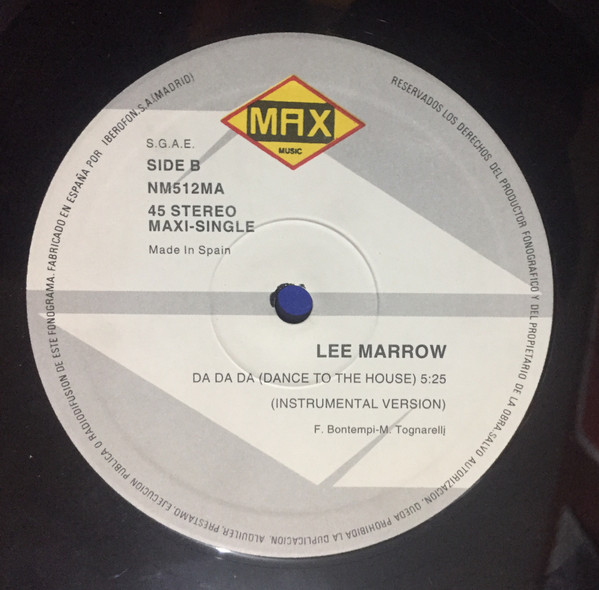 MAX
MUSIC
S.G.A.E.
SIDE B
NM512MA
45 STEREO
MAXI-SINGLE
Made In Spain
LEE MARROW
DA DA DA (DANCE TO THE HOUSE) 5:25
(INSTRUMENTAL VERSION)
F. Bontempi-M. Tognarelli
RESERVADOS LOS DERECHOS DEL PRODUCTOR FONOGRAFICO Y DEL PROPIETARIO DE LA OBRA.SALVO AUTORIZACION, QUEDA PROHIBIDA LA DUPLICACION, ALQUILER, PRESTAMO, EJECUCION PUBLICA O RADIODIFUSION DE ESTE FONOGRAMA. FABRICADO EN ESPAÑA POR IBEROFON, S.A.(MADRID)